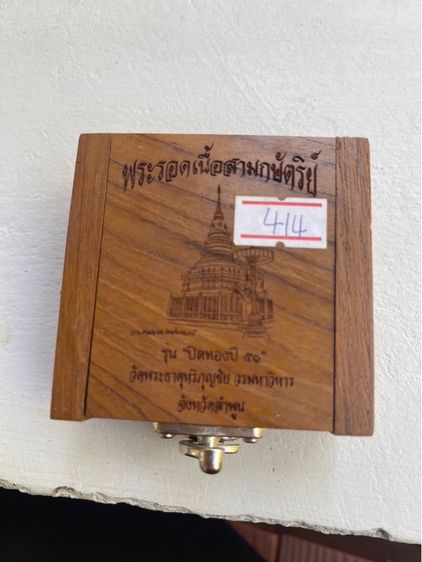 พระรอดเนื้อสามกษัตริย์
414
รุ่น "ปิดทองปี ๕๑"
วัดพระธาตุหริภุญชัย วรมหาวิหาร
จังหวัดลำพูน